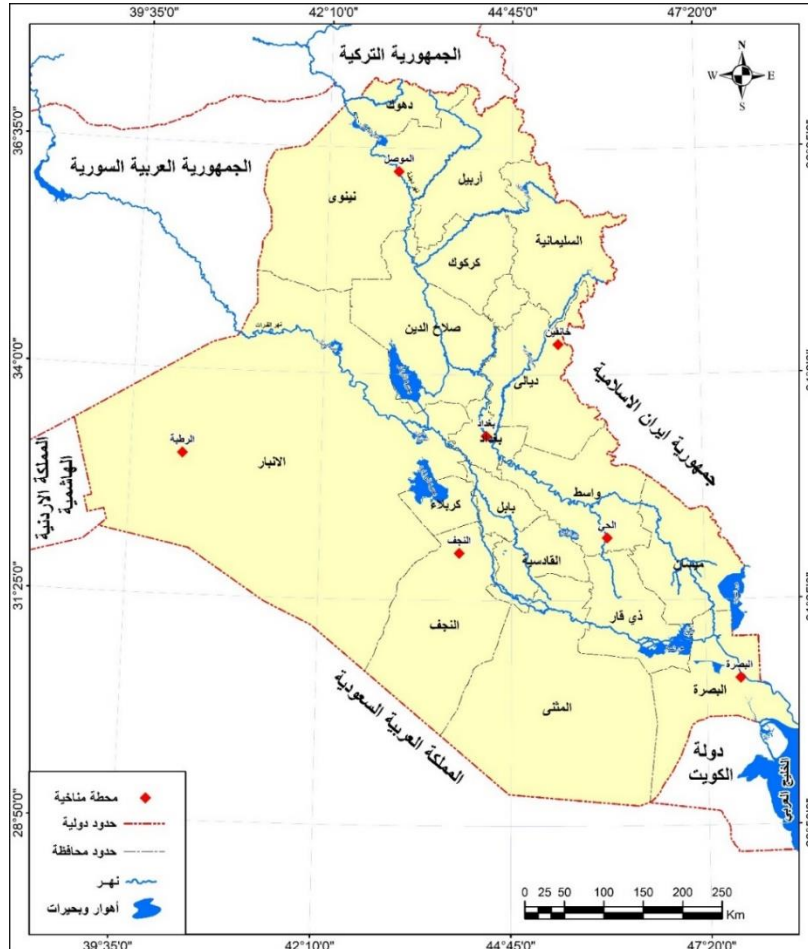 39°35'0"
42°10'0"
44°45'0"
47°20'0"
الجمهورية التركية
N
W
E
S
دهوك
36°35'0"
الجمهورية العربية السورية
الموصل
أربيل
نينوى
السليمانية
كركوك
صلاح الدين
نهر الفرات
خانقين
34°0'0"
ديالى
جمهورية ايران الاسلامية
بغداد
بغداد
الرطبة
الانبار
المملكة الاردنية
الهاشمية
واسط
بابل
كربلاء
الحي
النجف
القادسية
ميسان
31°25'0"
ذي قار
النجف
البصرة
البصرة
المثنى
المملكة العربية السعودية
دولة
الكويت
الخليج العربي
28°50'0"
محطة مناخية
حدود دولية
حدود محافظة
نهـر
أهوار وبحيرات
0 25 50 100 150 200 250
Km
39°35'0"
42°10'0"
44°45'0"
47°20'0"